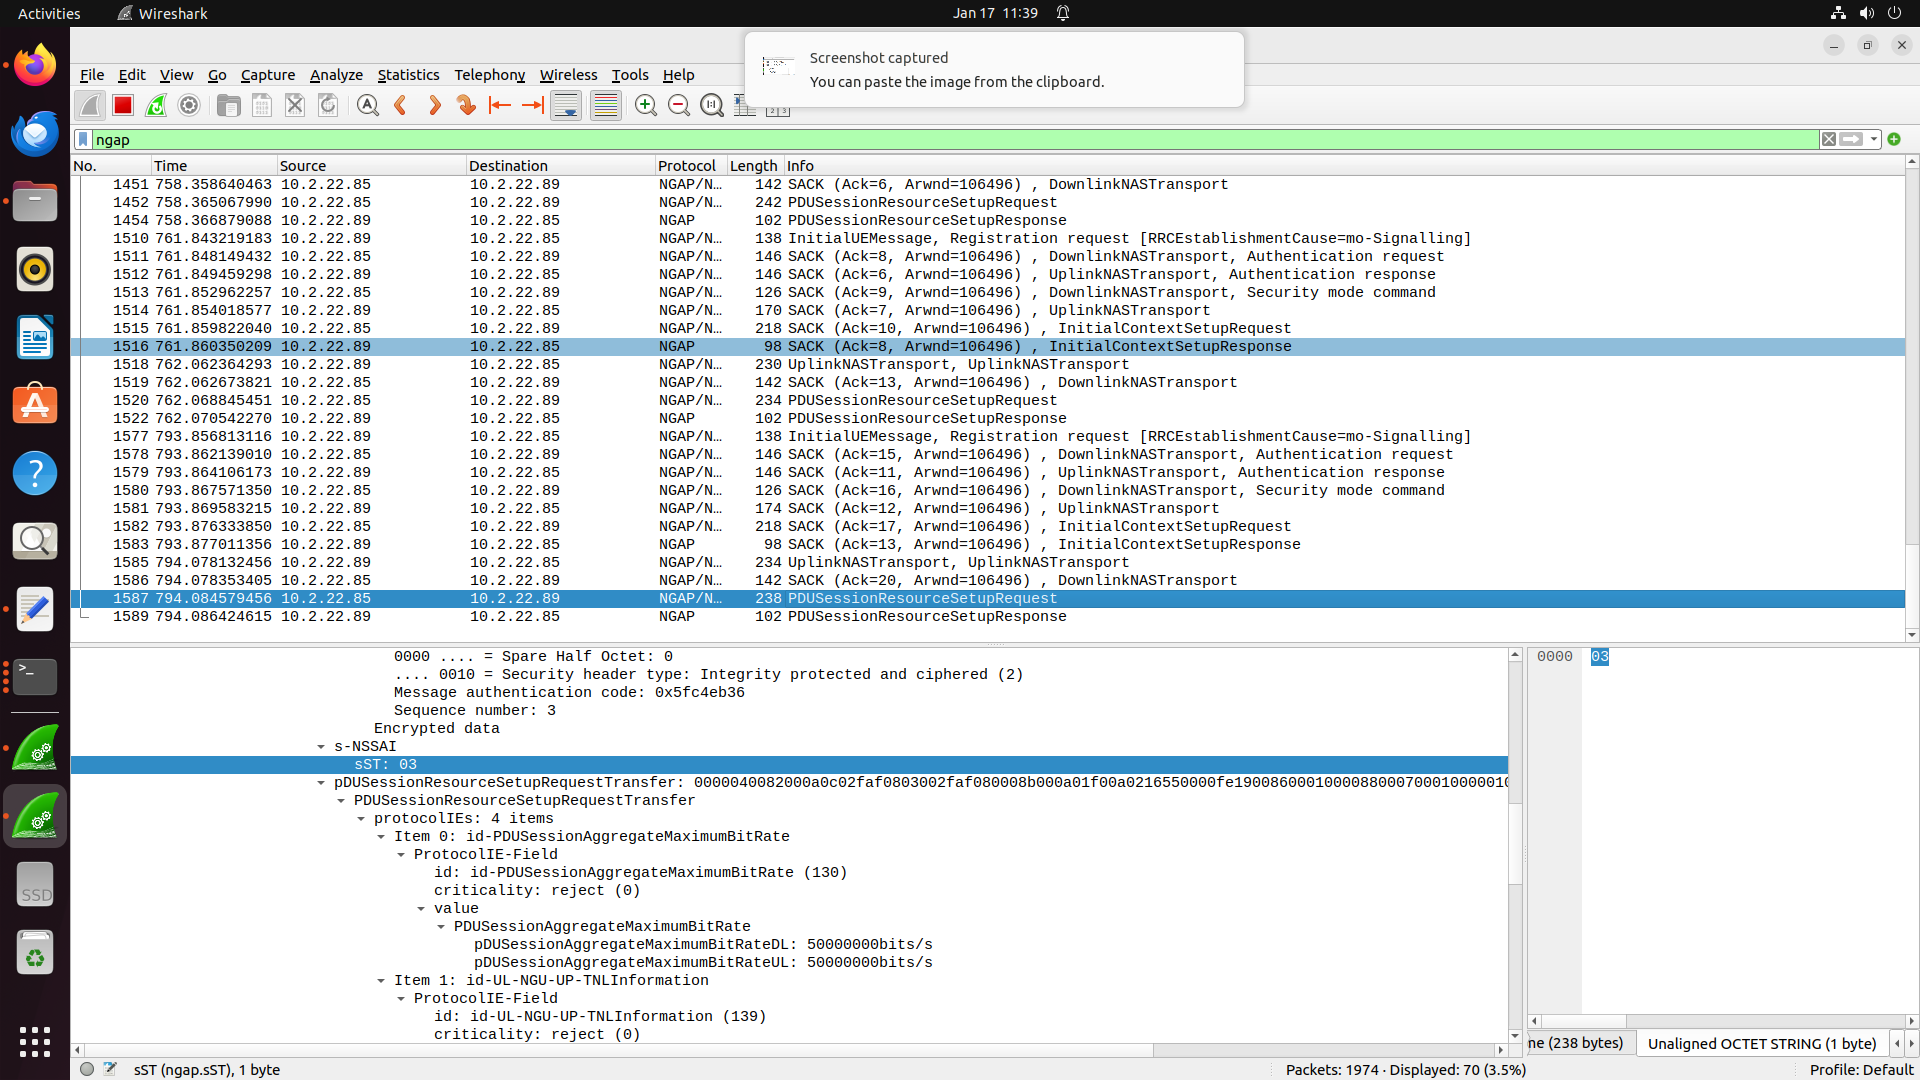 Activities
Wireshark
Jan 17 11:39
Screenshot captured
You can paste the image from the clipboard.
File Edit View Go Capture Analyze Statistics Telephony Wireless Tools Help
ngap
No. Time Source Destination Protocol Length Info
1451 758.358640463 10.2.22.85 10.2.22.89 NGAP/N… 142 SACK (Ack=6, Arwnd=106496) , DownlinkNASTransport
1452 758.365067990 10.2.22.85 10.2.22.89 NGAP/N… 242 PDUSessionResourceSetupRequest
1454 758.366879088 10.2.22.89 10.2.22.85 NGAP 102 PDUSessionResourceSetupResponse
1510 761.843219183 10.2.22.89 10.2.22.85 NGAP/N… 138 InitialUEMessage, Registration request [RRCEstablishmentCause=mo-Signalling]
1511 761.848149432 10.2.22.85 10.2.22.89 NGAP/N… 146 SACK (Ack=8, Arwnd=106496) , DownlinkNASTransport, Authentication request
1512 761.849459298 10.2.22.89 10.2.22.85 NGAP/N… 146 SACK (Ack=6, Arwnd=106496) , UplinkNASTransport, Authentication response
1513 761.852962257 10.2.22.85 10.2.22.89 NGAP/N… 126 SACK (Ack=9, Arwnd=106496) , DownlinkNASTransport, Security mode command
1514 761.854018577 10.2.22.89 10.2.22.85 NGAP/N… 170 SACK (Ack=7, Arwnd=106496) , UplinkNASTransport
1515 761.859822040 10.2.22.85 10.2.22.89 NGAP/N… 218 SACK (Ack=10, Arwnd=106496) , InitialContextSetupRequest
1516 761.860350209 10.2.22.89 10.2.22.85 NGAP 98 SACK (Ack=8, Arwnd=106496) , InitialContextSetupResponse
1518 762.062364293 10.2.22.89 10.2.22.85 NGAP/N… 230 UplinkNASTransport, UplinkNASTransport
1519 762.062673821 10.2.22.85 10.2.22.89 NGAP/N… 142 SACK (Ack=13, Arwnd=106496) , DownlinkNASTransport
1520 762.068845451 10.2.22.85 10.2.22.89 NGAP/N… 234 PDUSessionResourceSetupRequest
1522 762.070542270 10.2.22.89 10.2.22.85 NGAP 102 PDUSessionResourceSetupResponse
1577 793.856813116 10.2.22.89 10.2.22.85 NGAP/N… 138 InitialUEMessage, Registration request [RRCEstablishmentCause=mo-Signalling]
1578 793.862139010 10.2.22.85 10.2.22.89 NGAP/N… 146 SACK (Ack=15, Arwnd=106496) , DownlinkNASTransport, Authentication request
1579 793.864106173 10.2.22.89 10.2.22.85 NGAP/N… 146 SACK (Ack=11, Arwnd=106496) , UplinkNASTransport, Authentication response
1580 793.867571350 10.2.22.85 10.2.22.89 NGAP/N… 126 SACK (Ack=16, Arwnd=106496) , DownlinkNASTransport, Security mode command
1581 793.869583215 10.2.22.89 10.2.22.85 NGAP/N… 174 SACK (Ack=12, Arwnd=106496) , UplinkNASTransport
1582 793.876333850 10.2.22.85 10.2.22.89 NGAP/N… 218 SACK (Ack=17, Arwnd=106496) , InitialContextSetupRequest
1583 793.877011356 10.2.22.89 10.2.22.85 NGAP 98 SACK (Ack=13, Arwnd=106496) , InitialContextSetupResponse
1585 794.078132456 10.2.22.89 10.2.22.85 NGAP/N… 234 UplinkNASTransport, UplinkNASTransport
1586 794.078353405 10.2.22.85 10.2.22.89 NGAP/N… 142 SACK (Ack=20, Arwnd=106496) , DownlinkNASTransport
1587 794.084579456 10.2.22.85 10.2.22.89 NGAP/N… 238 PDUSessionResourceSetupRequest
1589 794.086424615 10.2.22.89 10.2.22.85 NGAP 102 PDUSessionResourceSetupResponse
0000 .... = Spare Half Octet: 0
.... 0010 = Security header type: Integrity protected and ciphered (2)
Message authentication code: 0x5fc4eb36
Sequence number: 3
Encrypted data
s-NSSAI
sST: 03
pDUSessionResourceSetupRequestTransfer: 0000040082000a0c02faf0803002faf080008b000a01f00a0216550000fe1900860001000088000700010000010
PDUSessionResourceSetupRequestTransfer
protocolIEs: 4 items
Item 0: id-PDUSessionAggregateMaximumBitRate
ProtocolIE-Field
id: id-PDUSessionAggregateMaximumBitRate (130)
criticality: reject (0)
value
PDUSessionAggregateMaximumBitRate
pDUSessionAggregateMaximumBitRateDL: 50000000bits/s
pDUSessionAggregateMaximumBitRateUL: 50000000bits/s
Item 1: id-UL-NGU-UP-TNLInformation
ProtocolIE-Field
id: id-UL-NGU-UP-TNLInformation (139)
criticality: reject (0)
0000 03
SSD
me (238 bytes)
Unaligned OCTET STRING (1 byte)
sST (ngap.sST), 1 byte
Packets: 1974 · Displayed: 70 (3.5%)
Profile: Default